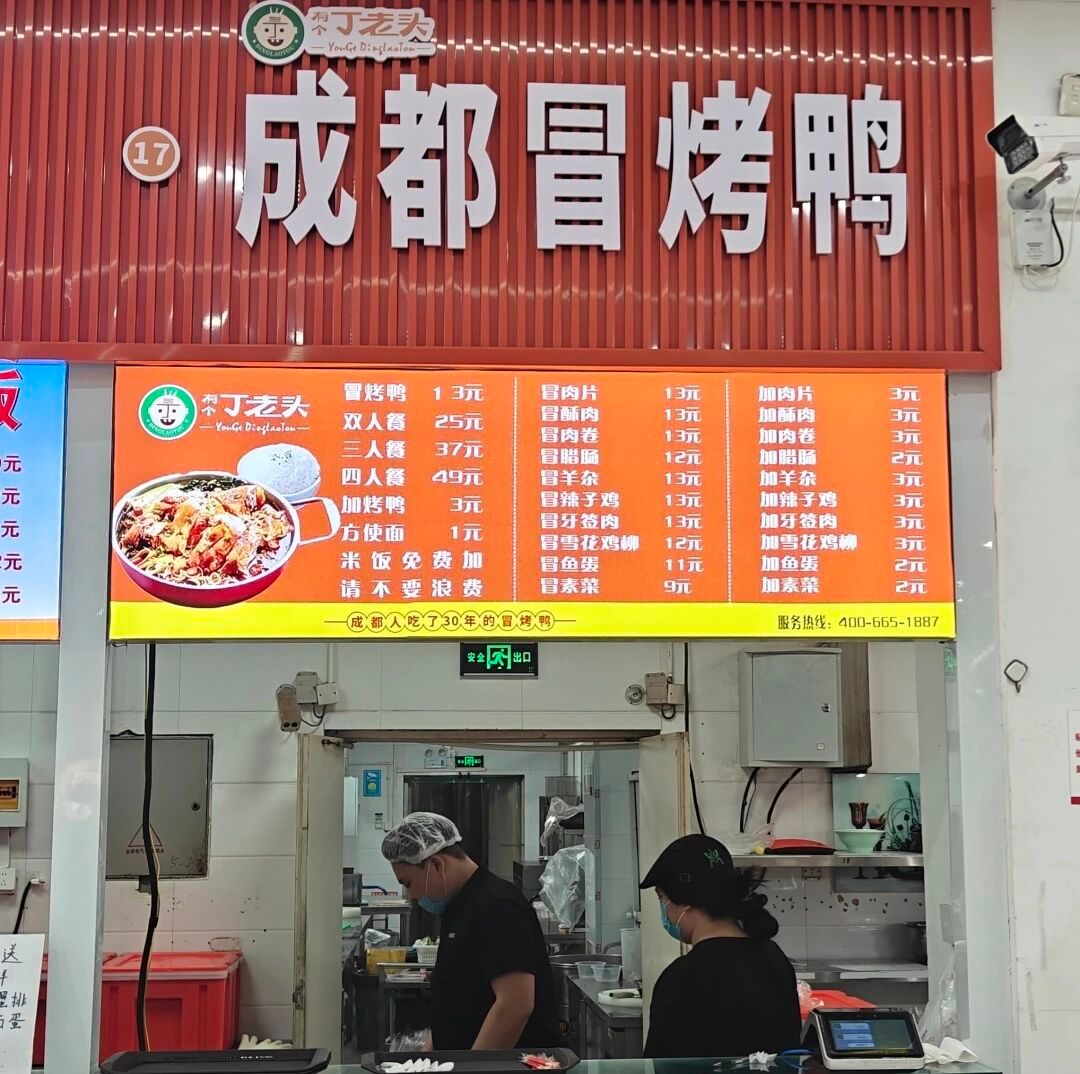 有个丁老头
YouGe DingLaoTou
DINGLAOTOU
17
成都冒烤鸭
有个丁老头
YouGe DingLaoTou
DINGLAOTOU
冒烤鸭 13元
双人餐 25元
三人餐 37元
四人餐 49元
加烤鸭 3元
方便面 1元
米饭免费加
请不要浪费
冒肉片 13元
冒酥肉 13元
冒肉卷 13元
冒腊肠 12元
冒羊杂 13元
冒辣子鸡 13元
冒牙签肉 13元
冒雪花鸡柳 12元
冒鱼蛋 11元
冒素菜 9元
加肉片 3元
加酥肉 3元
加肉卷 3元
加腊肠 2元
加羊杂 3元
加辣子鸡 3元
加牙签肉 3元
加雪花鸡柳 3元
加鱼蛋 2元
加素菜 2元
成都人吃了30年的冒烤鸭
服务热线：400-665-1887
元
元
元
元
元
安全出口
送
排
蛋